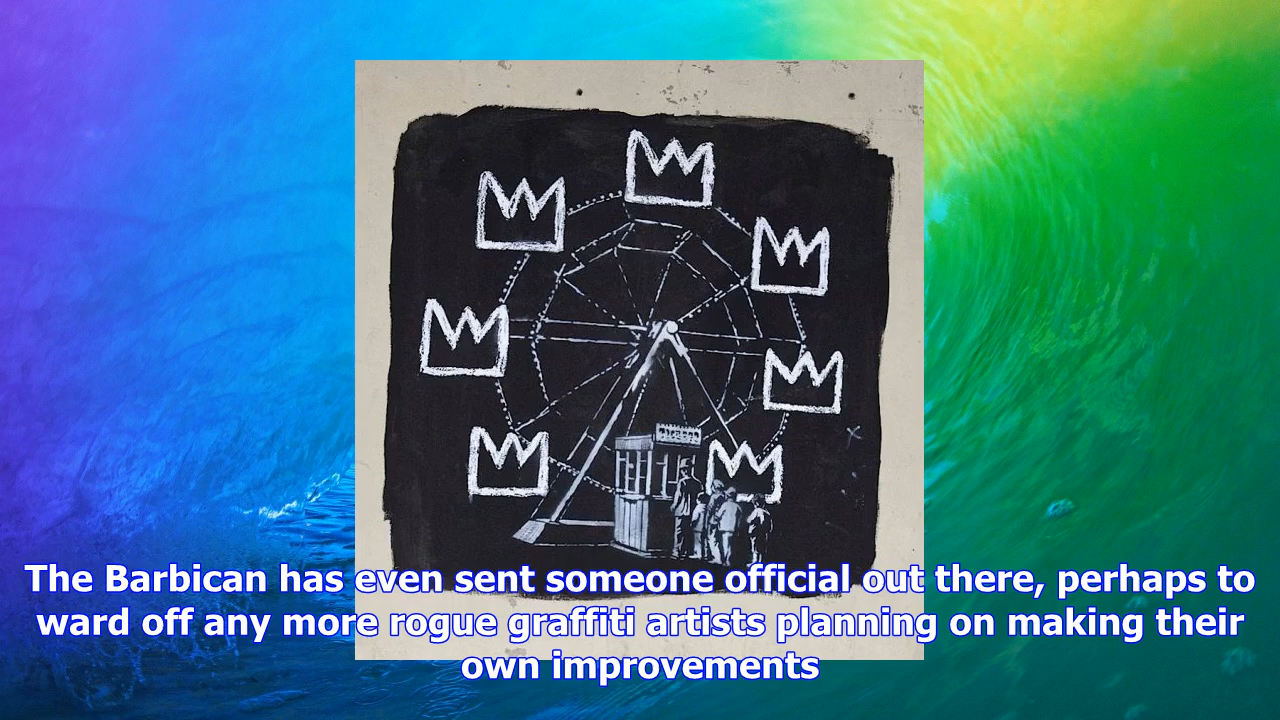 The Barbican has even sent someone official out there, perhaps to
ward off any more rogue graffiti artists planning on making their
own improvements